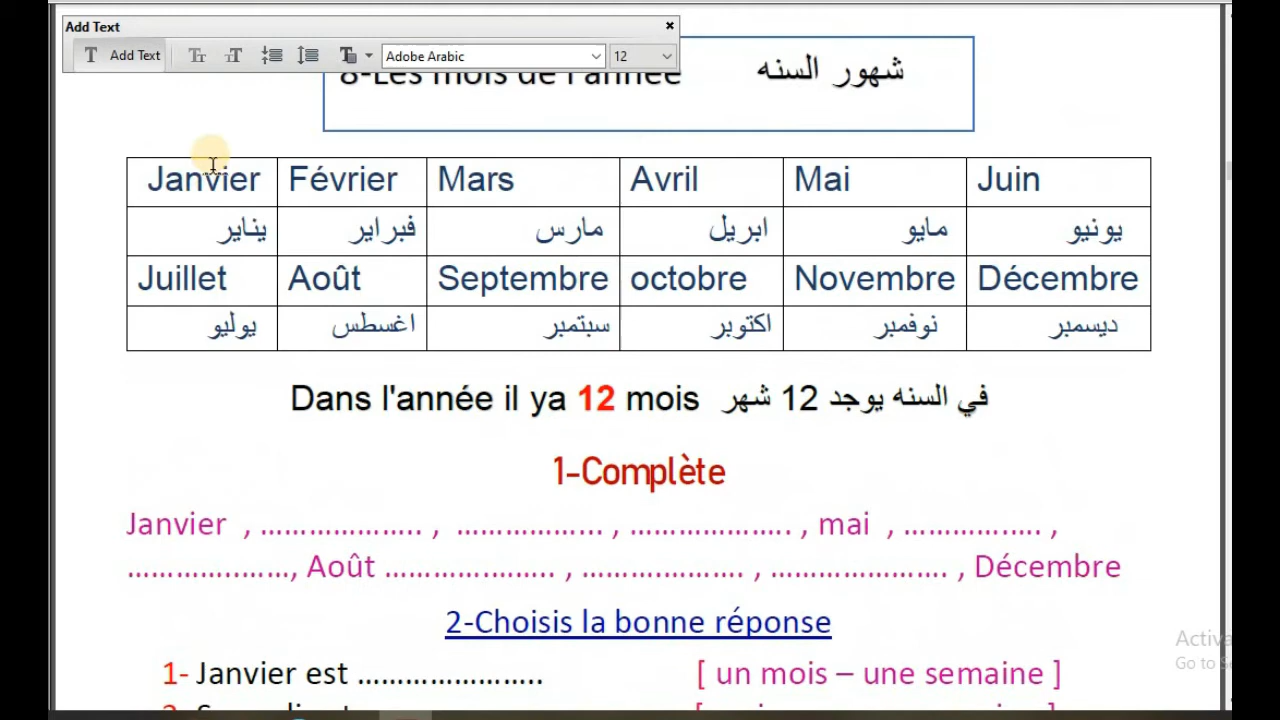 Add Text
Add Text Adobe Arabic 12
8-Les mois de l'année شهور السنه
Janvier Février Mars Avril Mai Juin
يناير فبراير مارس ابريل مايو يونيو
Juillet Août Septembre octobre Novembre Décembre
يوليو اغسطس سبتمبر اكتوبر نوفمبر ديسمبر
Dans l'année il ya 12 mois في السنه يوجد 12 شهر
1-Complète
Janvier , ……………….. , ……………... , ……………….. , mai , ………….…. ,
…………..……, Août ………….…….. , ……….………. , …………………. , Décembre
2-Choisis la bonne réponse
1- Janvier est ………………….. [ un mois – une semaine ]